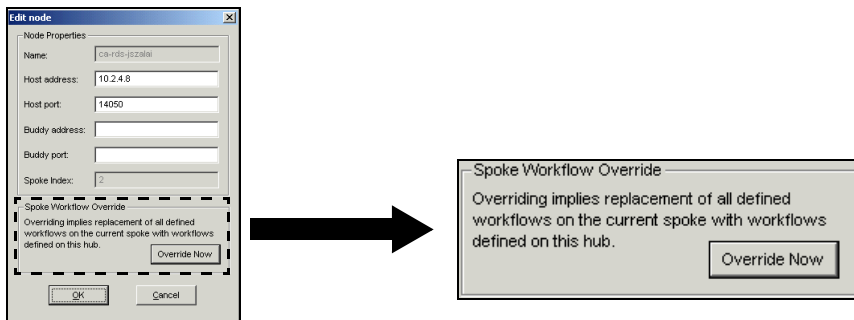 Edit node
Node Properties
Name: ca-rds-jszalai
Host address: 10.2.4.8
Host port: 14050
Buddy address:
Buddy port:
Spoke Index: 2
Spoke Workflow Override
Overriding implies replacement of all defined
workflows on the current spoke with workflows
defined on this hub.
Override Now
OK Cancel
Spoke Workflow Override
Overriding implies replacement of all defined
workflows on the current spoke with workflows
defined on this hub.
Override Now